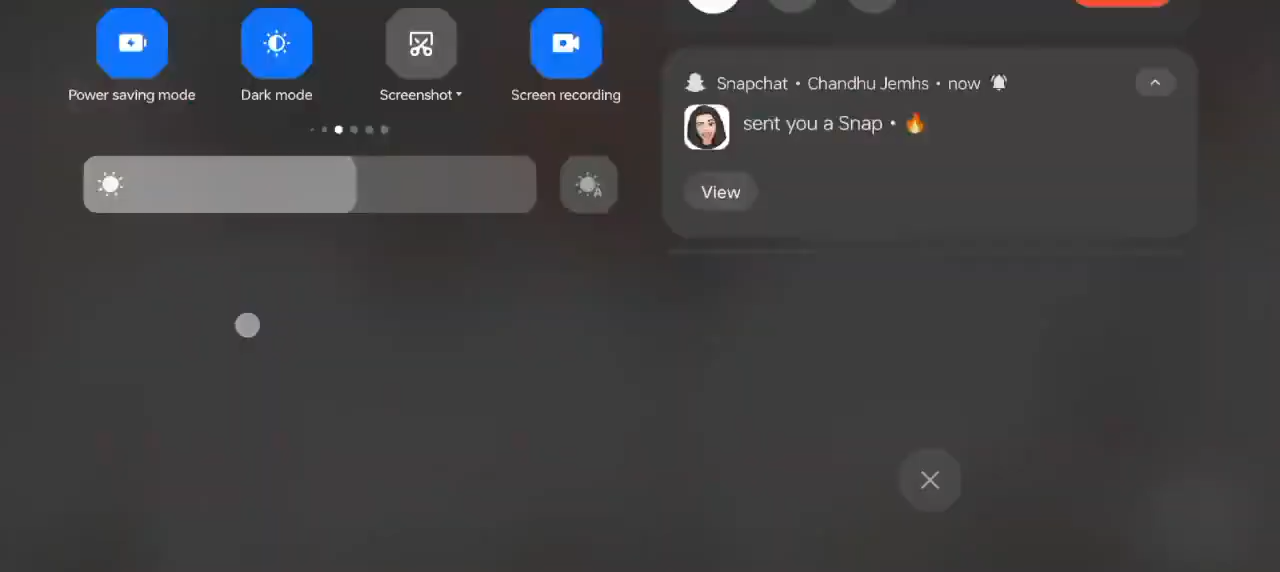 Power saving mode
Dark mode
Screenshot
Screen recording
Snapchat • Chandhu Jemhs • now
sent you a Snap • 🔥
View